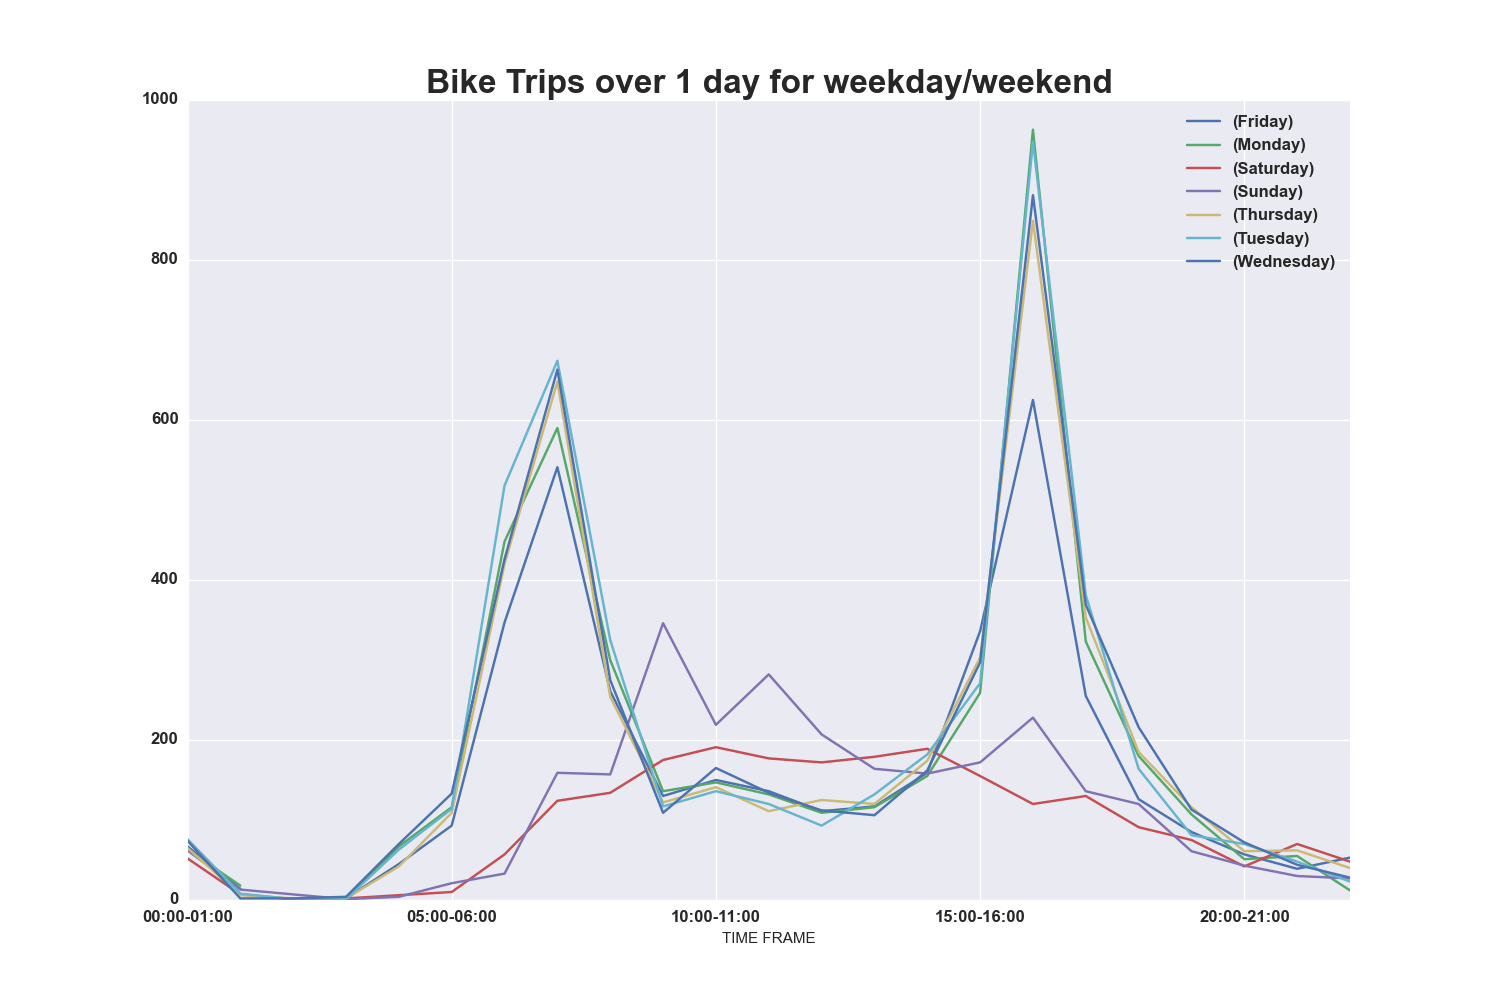 Bike Trips over 1 day for weekday/weekend
1000
800
600
400
200
0
(Friday)
(Monday)
(Saturday)
(Sunday)
(Thursday)
(Tuesday)
(Wednesday)
00:00-01:00 05:00-06:00 10:00-11:00 15:00-16:00 20:00-21:00
TIME FRAME